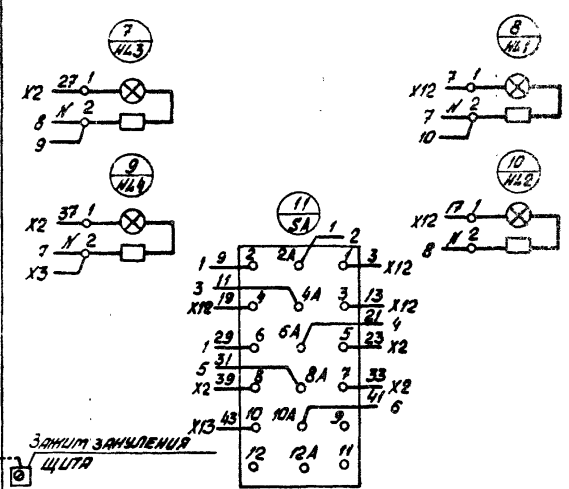 7
HL3
X2 27 1
8 N 2
9
8
HL1
X12 7 1
7 N 2
10
9
HL4
X2 37 1
7 N 2
X3
10
HL2
X12 17 1
8 N 2
11
SA
1 2
1 9 2 2A 1 3 X12
3 11
X12 19 4 4A 3 13 X12
21 4
1 29 6 6A 5 23 X2
5 31
X2 39 8 8A 7 33 X2
41 6
X13 43 10 10A 9
12 12A 11
Зажим зануления
щита